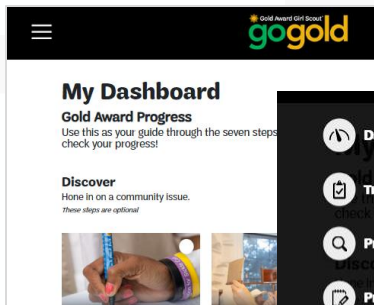 Gold Award Girl Scout
gogold
My Dashboard
Gold Award Progress
Use this as your guide through the seven steps
check your progress!
Discover
Hone in on a community issue.
These steps are optional
D
T
P
P